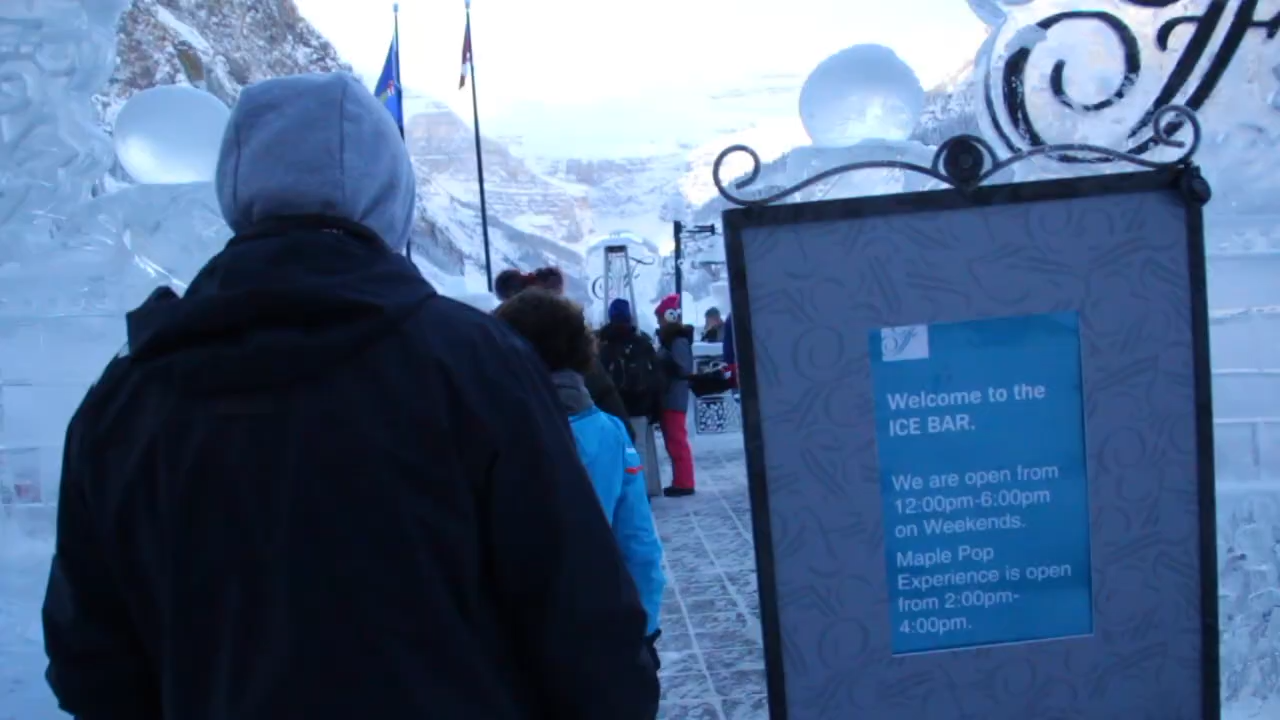 Welcome to the
ICE BAR.
We are open from
12:00pm-6:00pm
on Weekends.
Maple Pop
Experience is open
from 2:00pm-
4:00pm.